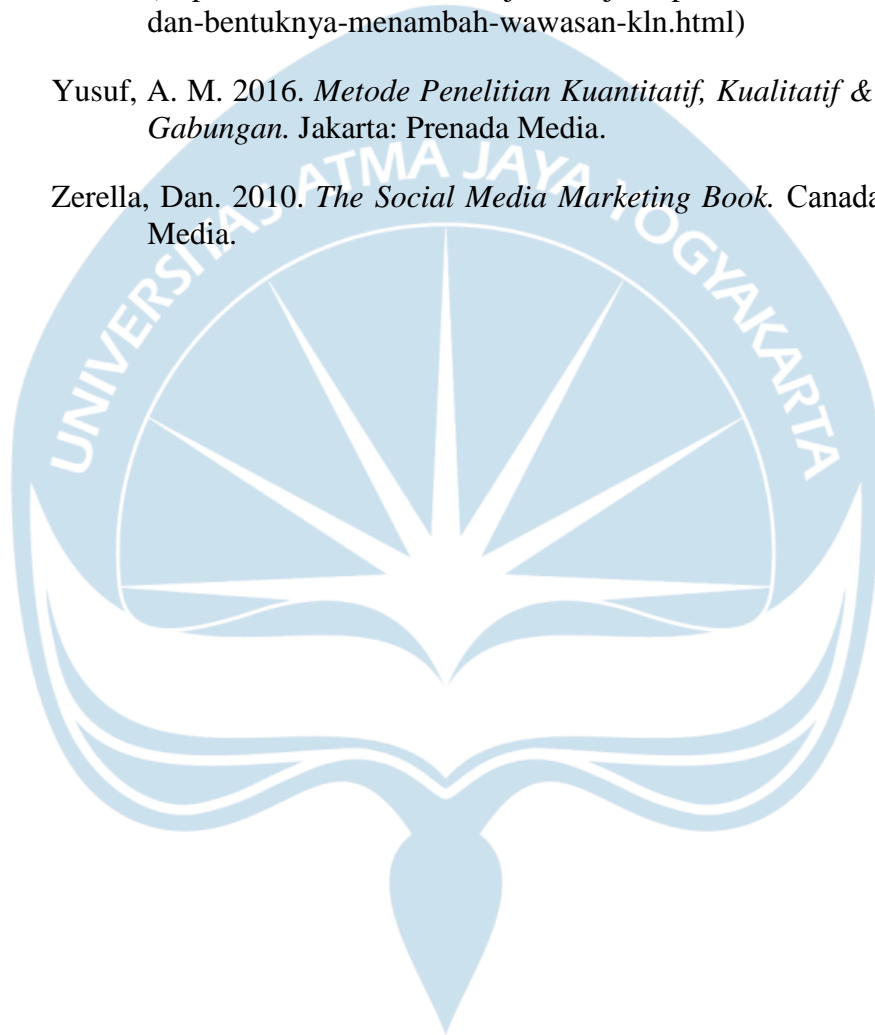 dan-bentuknya-menambah-wawasan-kln.html)
Yusuf, A. M. 2016. Metode Penelitian Kuantitatif, Kualitatif &
Gabungan. Jakarta: Prenada Media.
Zerella, Dan. 2010. The Social Media Marketing Book. Canada
Media.
UNIVERSITAS ATMA JAYA YOGYAKARTA